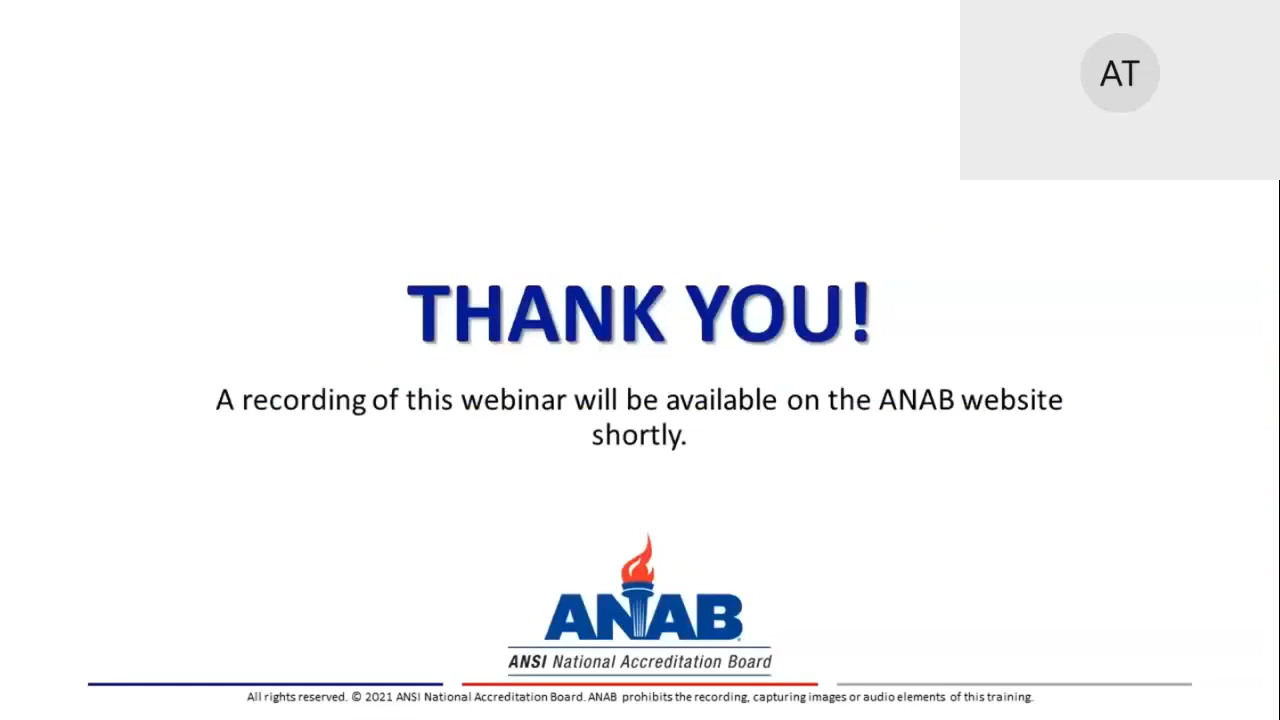 AT
THANK YOU!
A recording of this webinar will be available on the ANAB website
shortly.
ANAB
ANSI National Accreditation Board
All rights reserved. © 2021 ANSI National Accreditation Board. ANAB prohibits the recording, capturing images or audio elements of this training.